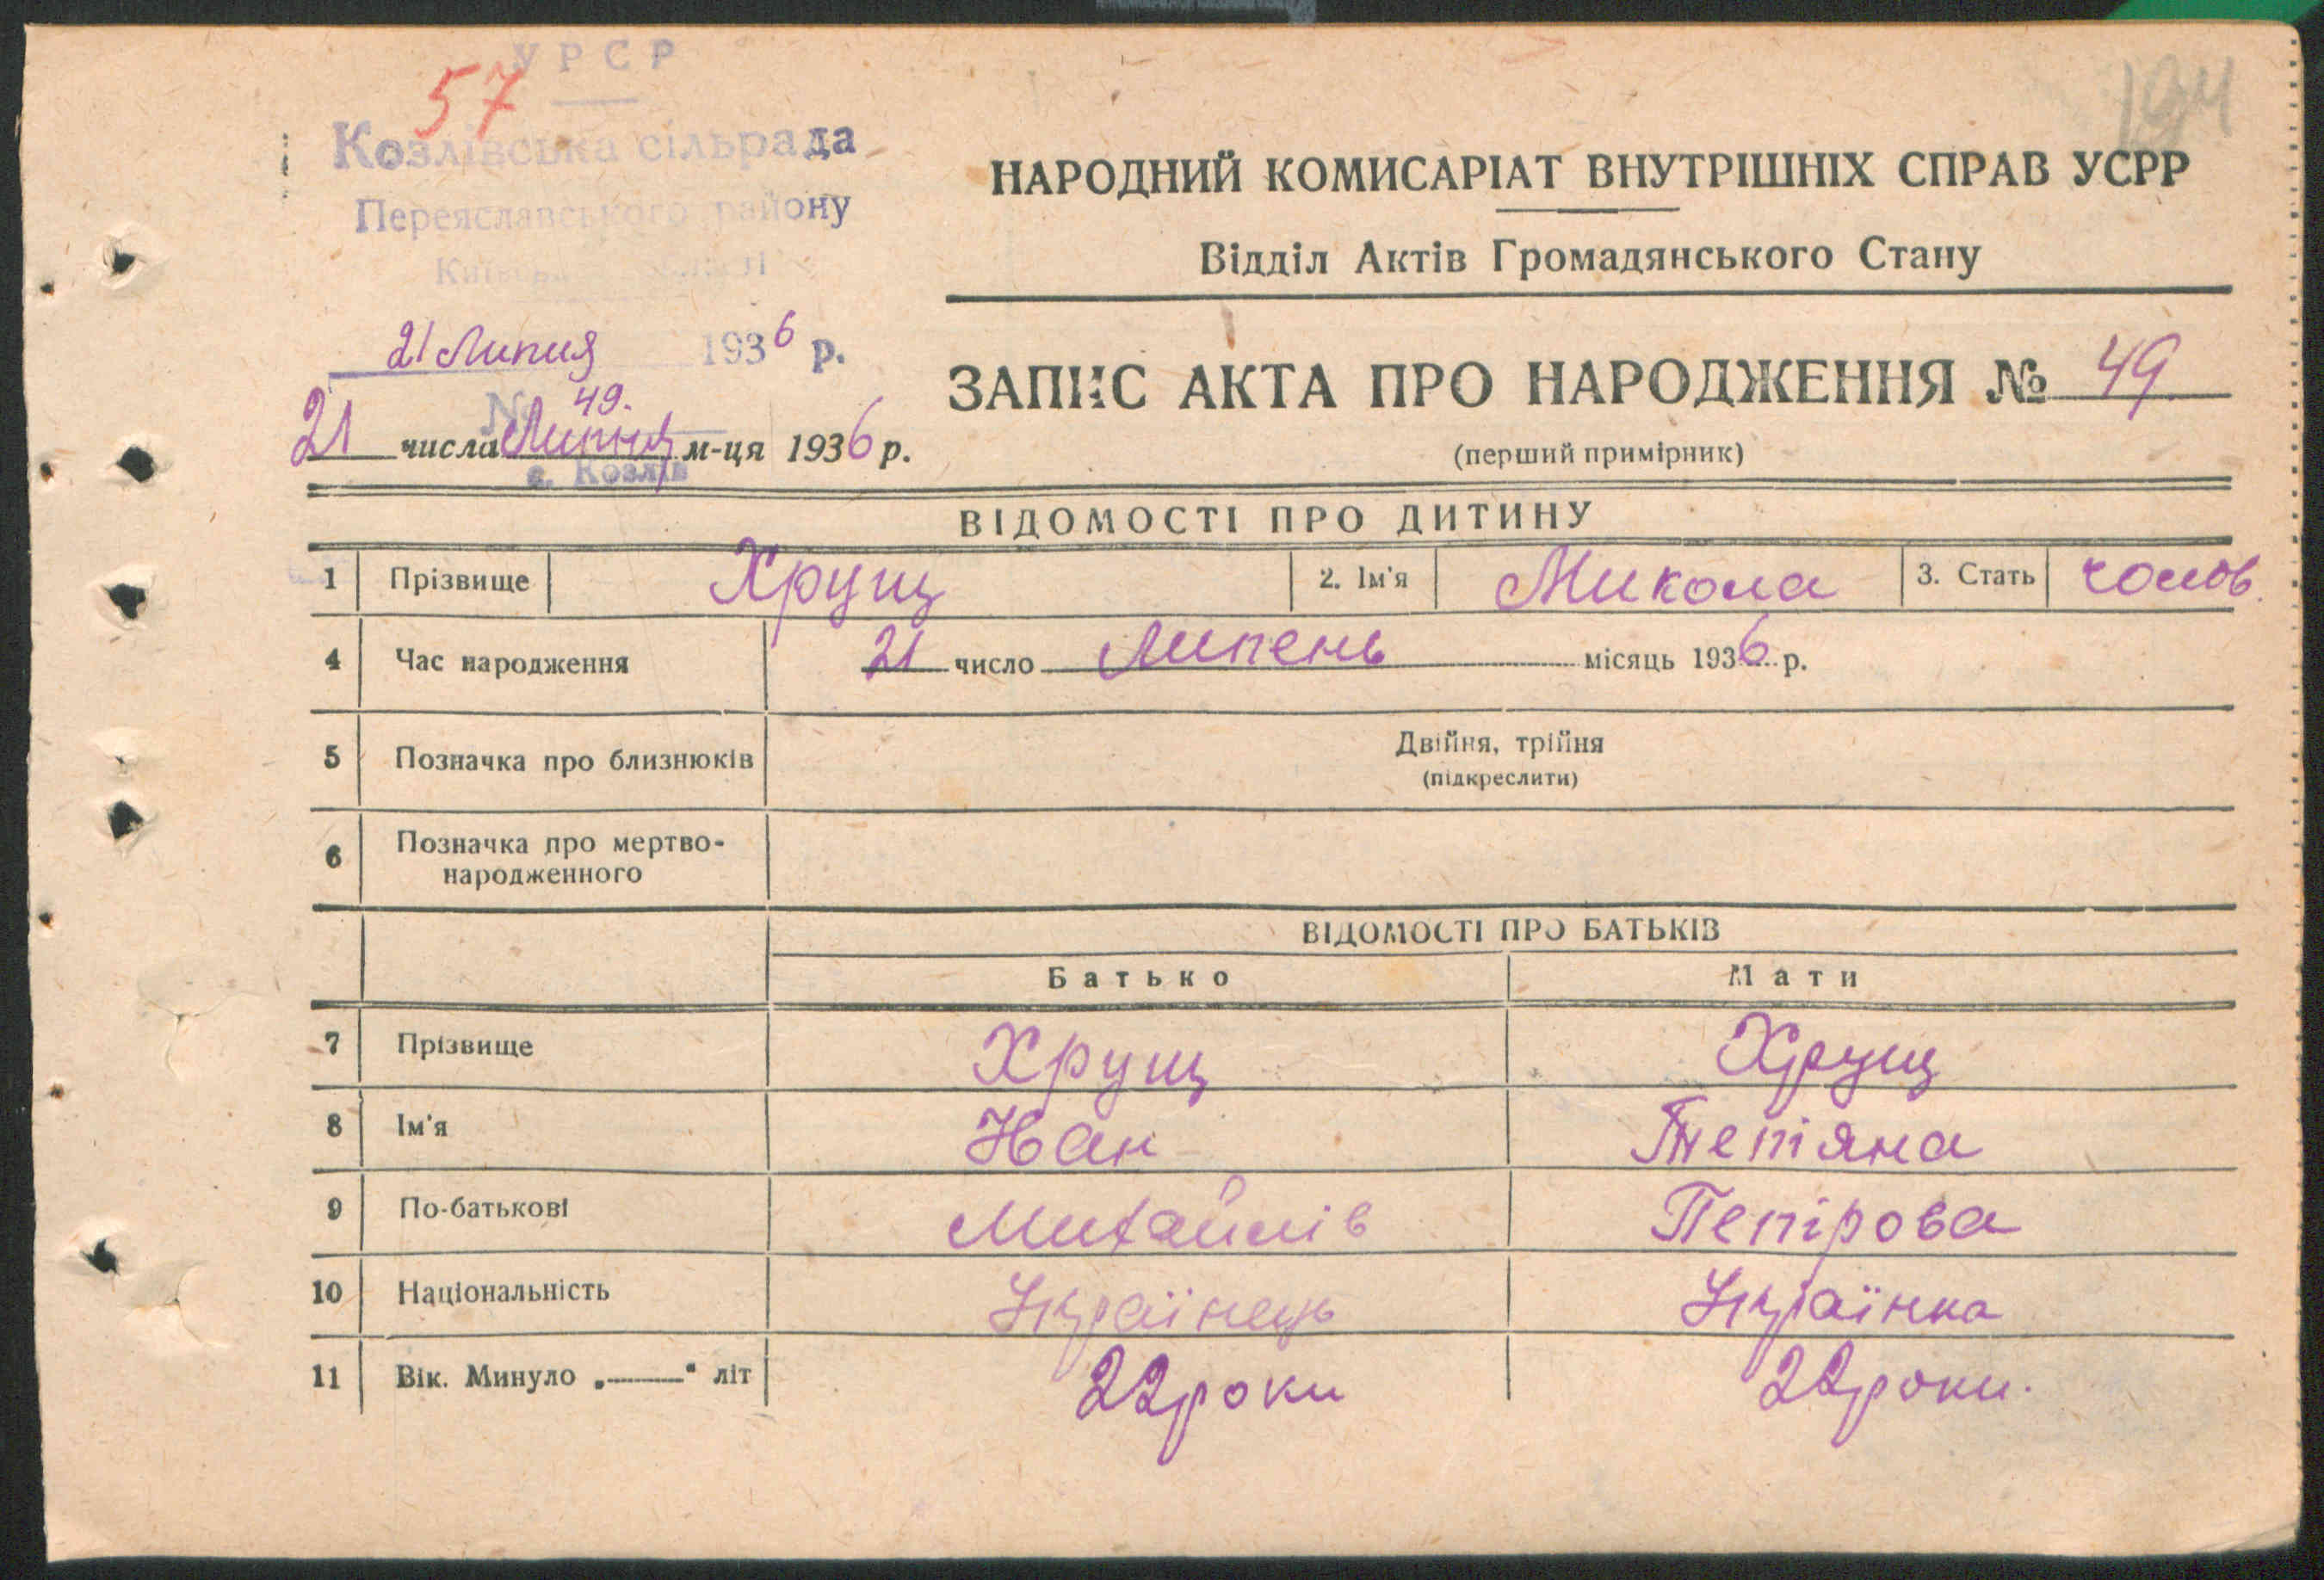 УРСР
57
194
Козлівська сільрада
Переяславського району
Київської області
21 Липня 1936 р.
№ 49.
21 числа Липня м-ця 1936 р.
с. Козлів
НАРОДНИЙ КОМИСАРІАТ ВНУТРІШНІХ СПРАВ УСРР
Відділ Актів Громадянського Стану
ЗАПИС АКТА ПРО НАРОДЖЕННЯ № 49
(перший примірник)
ВІДОМОСТІ ПРО ДИТИНУ
1 Прізвище Хрущ 2. Ім'я Микола 3. Стать чолов.
4 Час народження 21 число Липень місяць 1936 р.
5 Позначка про близнюків Двійня, трійня
(підкреслити)
6 Позначка про мертво-
народженного
ВІДОМОСТІ ПРО БАТЬКІВ
Батько Мати
7 Прізвище Хрущ Хрущ
8 Ім'я Іван Тетяна
9 По-батькові Михайлів Петрова
10 Національність Українець Українка
11 Вік. Минуло „——“ літ 22 роки 22 роки.